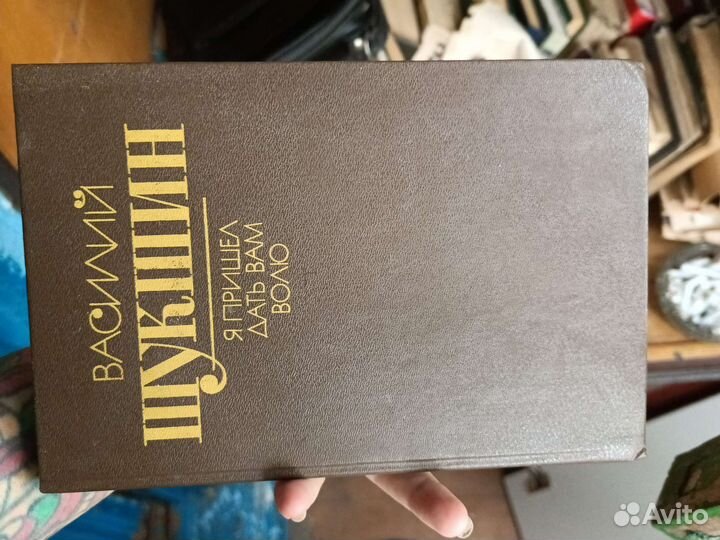 ВАСИЛИЙ
ШУКШИН
Я ПРИШЕЛ
ДАТЬ ВАМ
ВОЛЮ
Avito